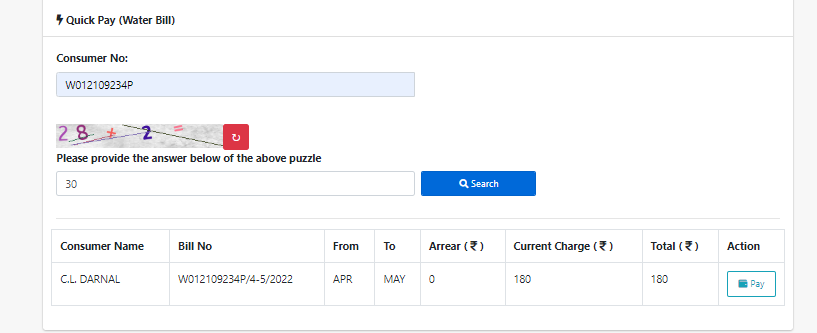 Quick Pay (Water Bill)
Consumer No:
W012109234P
28 + 2 =
Please provide the answer below of the above puzzle
30
Search
Consumer Name Bill No From To Arrear (₹) Current Charge (₹) Total (₹) Action
C.L. DARNAL W012109234P/4-5/2022 APR MAY 0 180 180 Pay